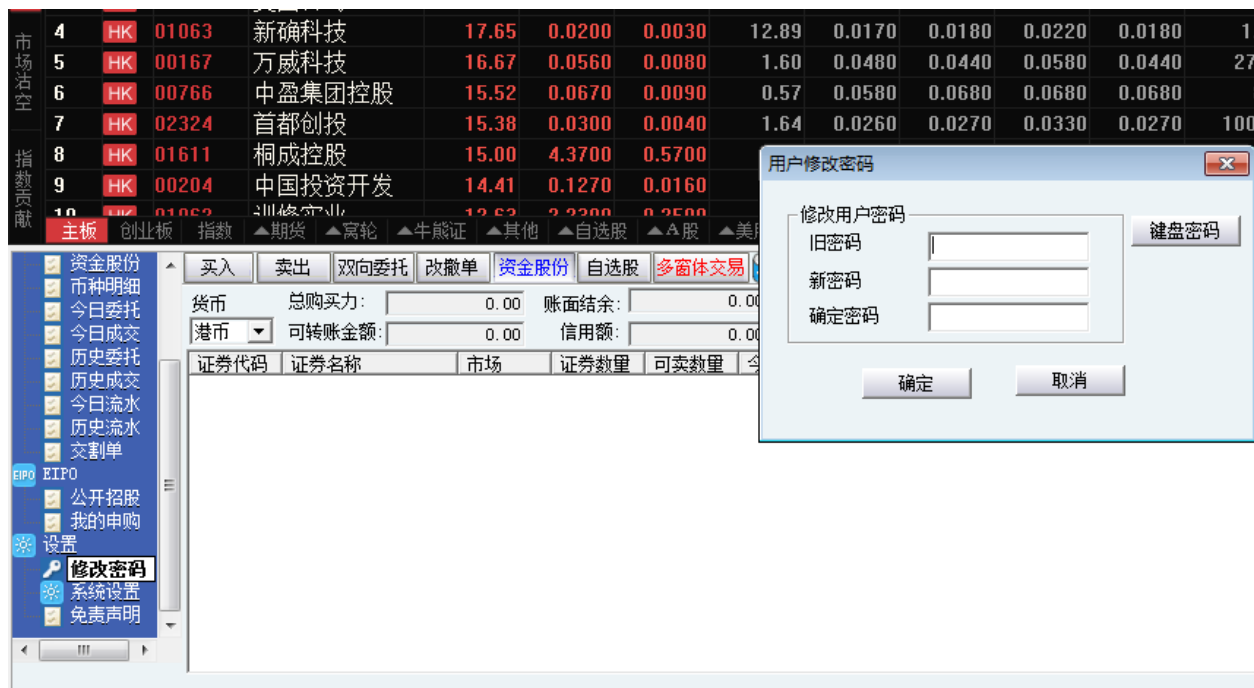 市场沽空
指数贡献
4 HK 01063 新确科技 17.65 0.0200 0.0030 12.89 0.0170 0.0180 0.0220 0.0180 1
5 HK 00167 万威科技 16.67 0.0560 0.0080 1.60 0.0480 0.0440 0.0580 0.0440 27
6 HK 00766 中盈集团控股 15.52 0.0670 0.0090 0.57 0.0580 0.0680 0.0680 0.0680
7 HK 02324 首都创投 15.38 0.0300 0.0040 1.64 0.0260 0.0270 0.0330 0.0270 100
8 HK 01611 桐成控股 15.00 4.3700 0.5700
9 HK 00204 中国投资开发 14.41 0.1270 0.0160
主板 创业板 指数 ▲期货 ▲窝轮 ▲牛熊证 ▲其他 ▲自选股 ▲A股 ▲美
用户修改密码
修改用户密码
旧密码
新密码
确定密码
键盘密码
确定 取消
资金股份
币种明细
今日委托
今日成交
历史委托
历史成交
今日流水
历史流水
交割单
EIPO EIPO
公开招股
我的申购
设置
修改密码
系统设置
免责声明
买入 卖出 双向委托 改撤单 资金股份 自选股 多窗体交易
货币 总购买力: 0.00 账面结余: 0.00
港币 可转账金额: 0.00 信用额: 0.00
证券代码 证券名称 市场 证券数量 可卖数量